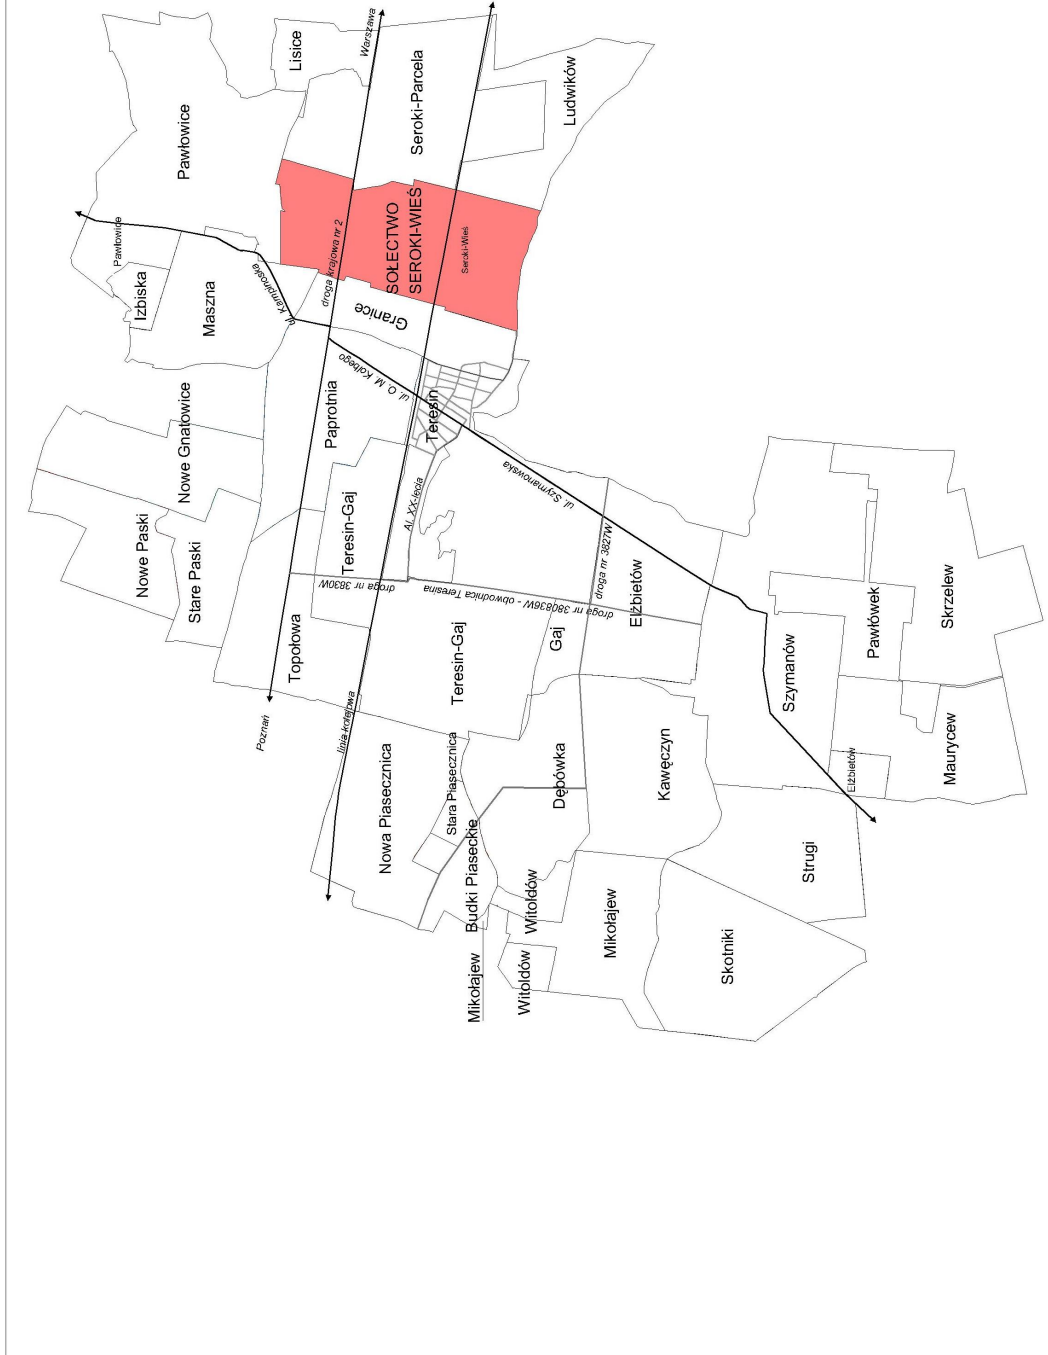 Pawłowice
Lisice
Warszawa
Seroki-Parcela
Ludwików
Pawłowice
Izbiska
Maszna
ul. Kampinoska
droga krajowa nr 2
SOŁECTWO
SEROKI-WIEŚ
Seroki-Wieś
Granice
Nowe Gnatowice
Paprotnia
ul. O. M. Kolbego
Teresin
Nowe Paski
Stare Paski
Teresin-Gaj
Al. XX-lecia
ul. Szymanowska
droga nr 3830W
droga nr 380836W - obwodnica Teresina
droga nr 3827W
Topołowa
Teresin-Gaj
Gaj
Elżbietów
Poznań
linia kolejowa
Nowa Piasecznica
Stara Piasecznica
Budki Piaseckie
Dębówka
Kawęczyn
Szymanów
Pawłówek
Skrzelew
Elżbietów
Maurycew
Strugi
Mikołajew
Witoldów
Witoldów
Mikołajew
Skotniki